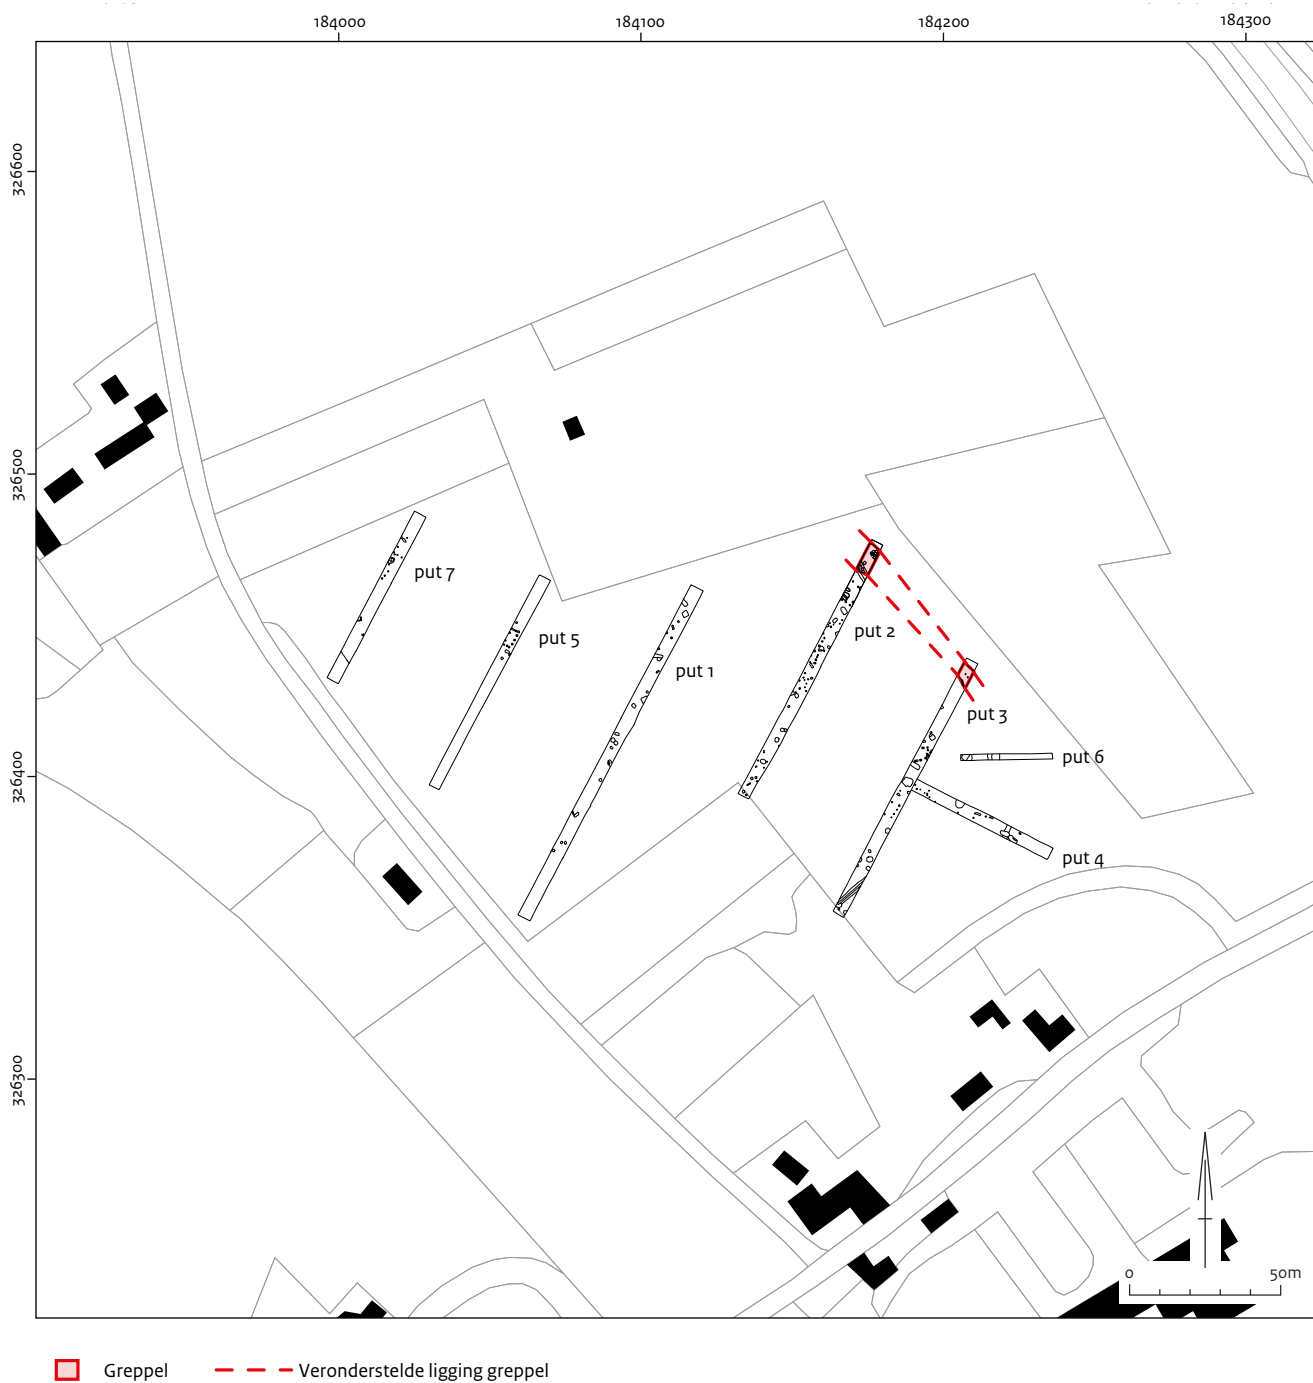 184000
184100
184200
184300
326600
326500
326400
326300
put 7
put 5
put 1
put 2
put 3
put 6
put 4
0
50m
Greppel
Veronderstelde ligging greppel